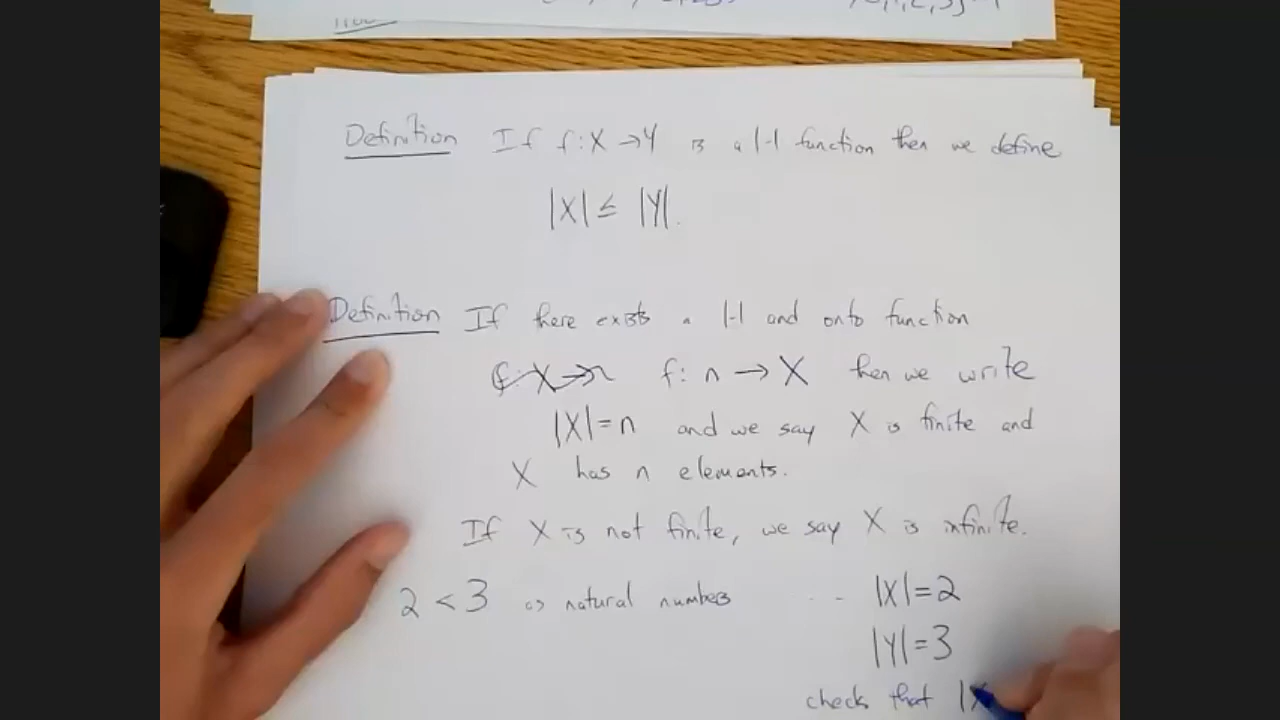 Definition If f: X → Y is a 1-1 function then we define
|X| ≤ |Y|.
Definition If there exists a 1-1 and onto function
f: n → X then we write
|X| = n and we say X is finite and
X has n elements.
If X is not finite, we say X is infinite.
2 < 3 as natural numbers ... |X| = 2
|Y| = 3
check that |X